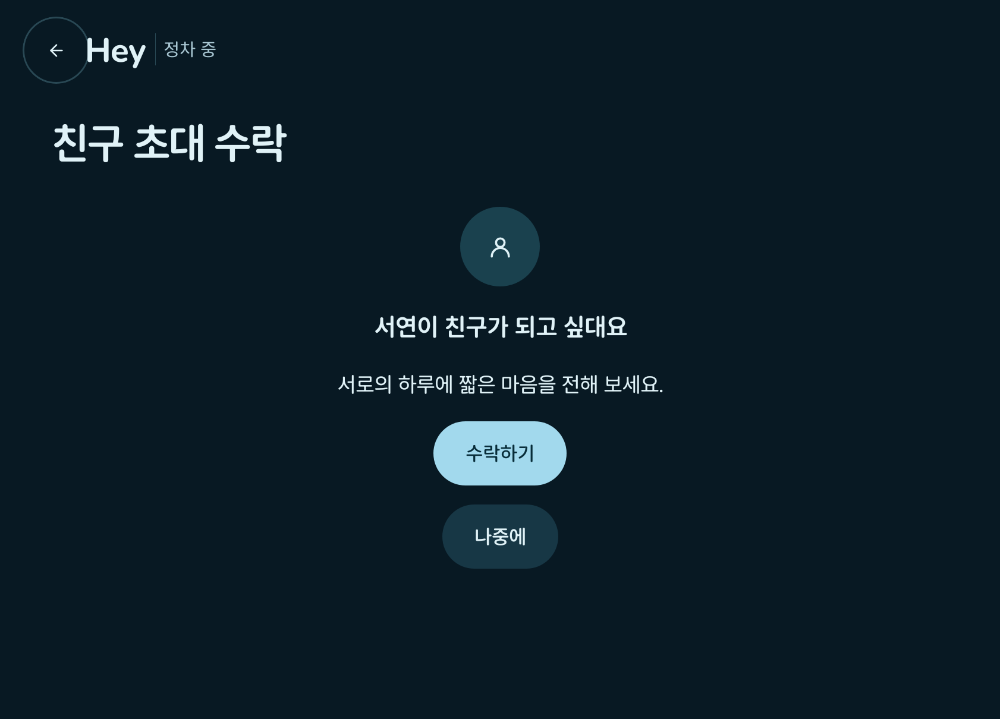 Hey 정차 중
친구 초대 수락
서연이 친구가 되고 싶대요
서로의 하루에 짧은 마음을 전해 보세요.
수락하기
나중에